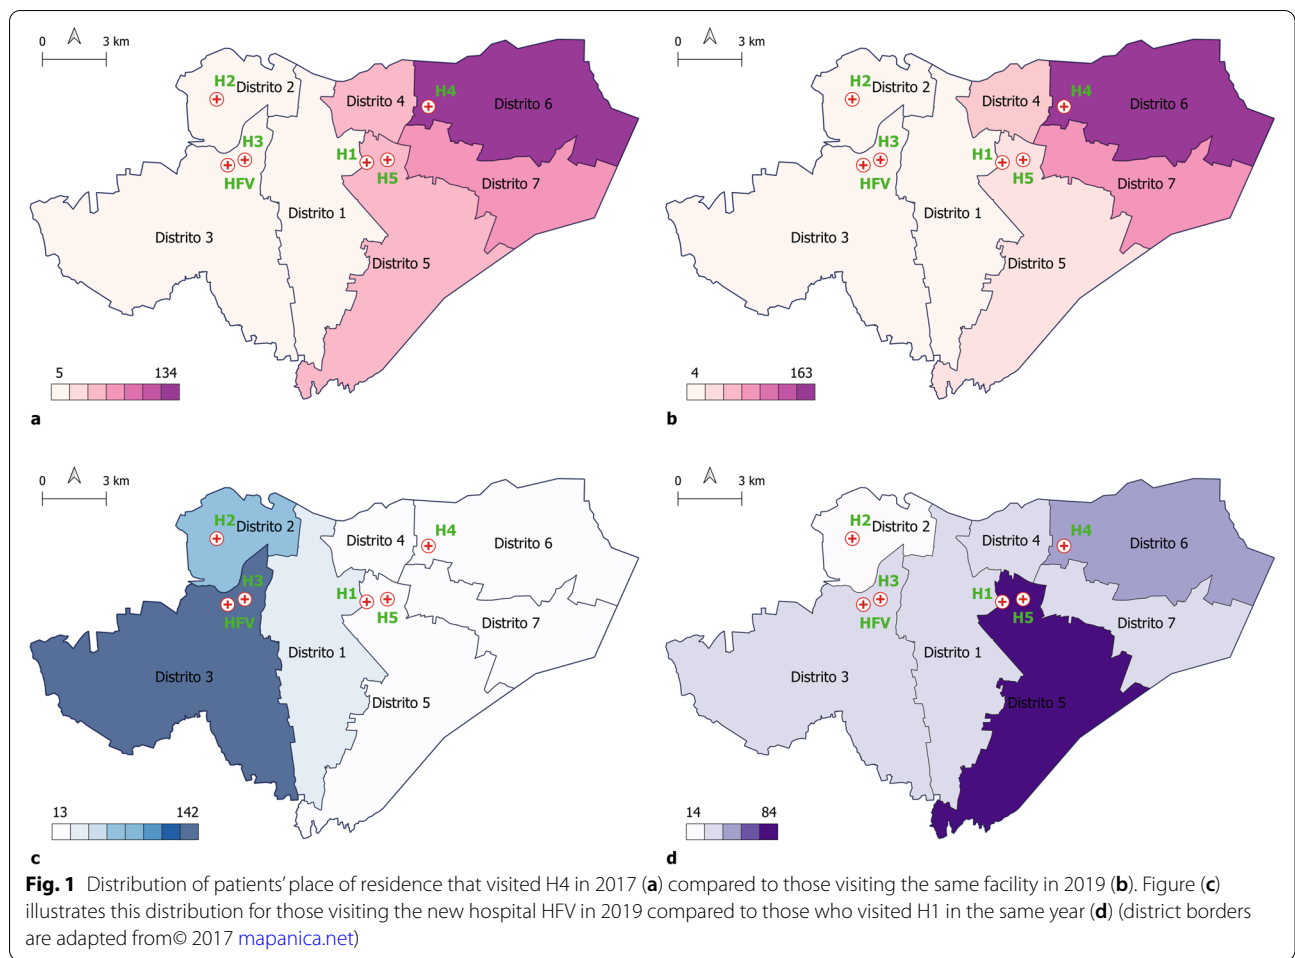 0 3 km
H2
Distrito 2
Distrito 4
H4
Distrito 6
H3
H1
HFV
H5
Distrito 7
Distrito 1
Distrito 3
Distrito 5
5 134
a
0 3 km
H2
Distrito 2
Distrito 4
H4
Distrito 6
H3
H1
HFV
H5
Distrito 7
Distrito 1
Distrito 3
Distrito 5
4 163
b
0 3 km
H2
Distrito 2
Distrito 4
H4
Distrito 6
H3
H1
HFV
H5
Distrito 7
Distrito 1
Distrito 3
Distrito 5
13 142
c
0 3 km
H2
Distrito 2
Distrito 4
H4
Distrito 6
H3
H1
HFV
H5
Distrito 7
Distrito 1
Distrito 3
Distrito 5
14 84
d
Fig. 1 Distribution of patients' place of residence that visited H4 in 2017 (a) compared to those visiting the same facility in 2019 (b). Figure (c)
illustrates this distribution for those visiting the new hospital HFV in 2019 compared to those who visited H1 in the same year (d) (district borders
are adapted from© 2017 mapanica.net)